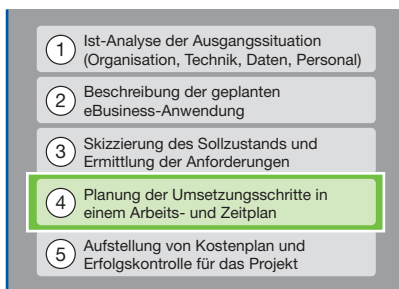 1 Ist-Analyse der Ausgangssituation
(Organisation, Technik, Daten, Personal)
2 Beschreibung der geplanten
eBusiness-Anwendung
3 Skizzierung des Sollzustands und
Ermittlung der Anforderungen
4 Planung der Umsetzungsschritte in
einem Arbeits- und Zeitplan
5 Aufstellung von Kostenplan und
Erfolgskontrolle für das Projekt